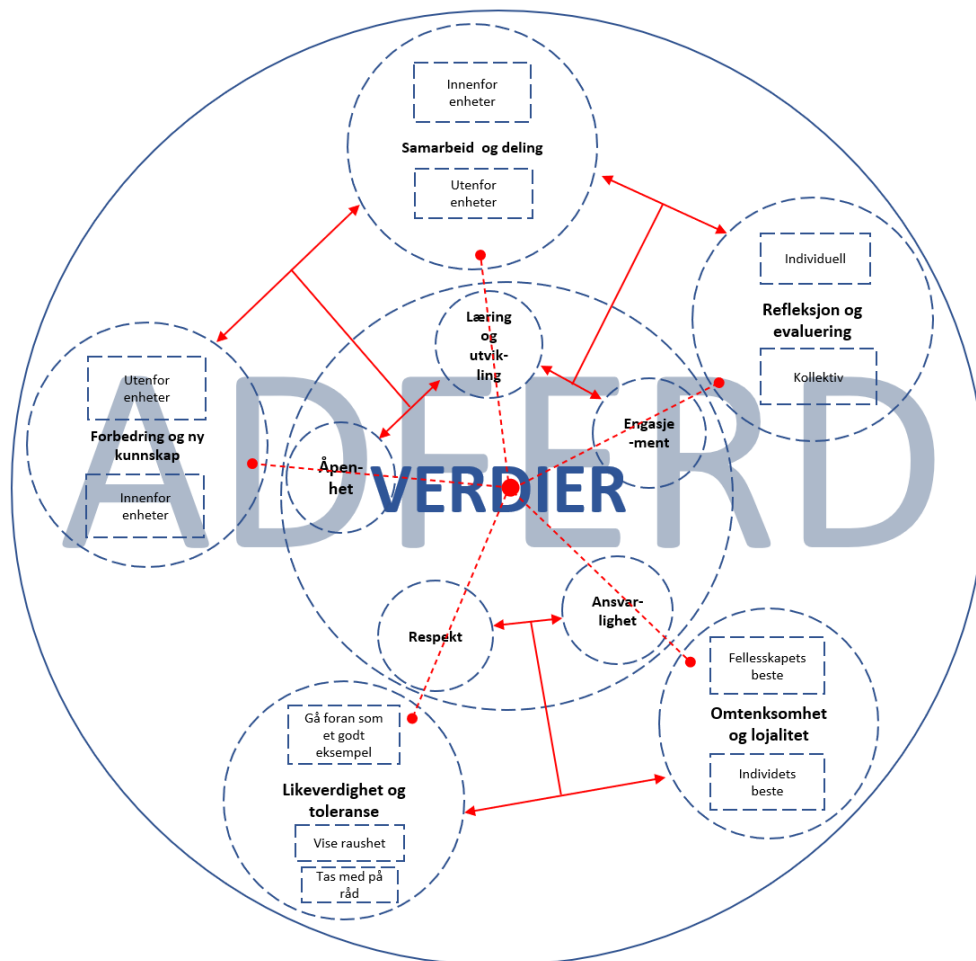 Innenfor
enheter
Samarbeid og deling
Utenfor
enheter
Individuell
Refleksjon og
evaluering
Kollektiv
Læring
og
utvik-
ling
Utenfor
enheter
Forbedring og ny
kunnskap
Innenfor
enheter
Engasje
-ment
Åpen-
het
ADFERD
VERDIER
Ansvar-
lighet
Respekt
Fellesskapets
beste
Omtenksomhet
og lojalitet
Individets
beste
Gå foran som
et godt
eksempel
Likeverdighet og
toleranse
Vise raushet
Tas med på
råd